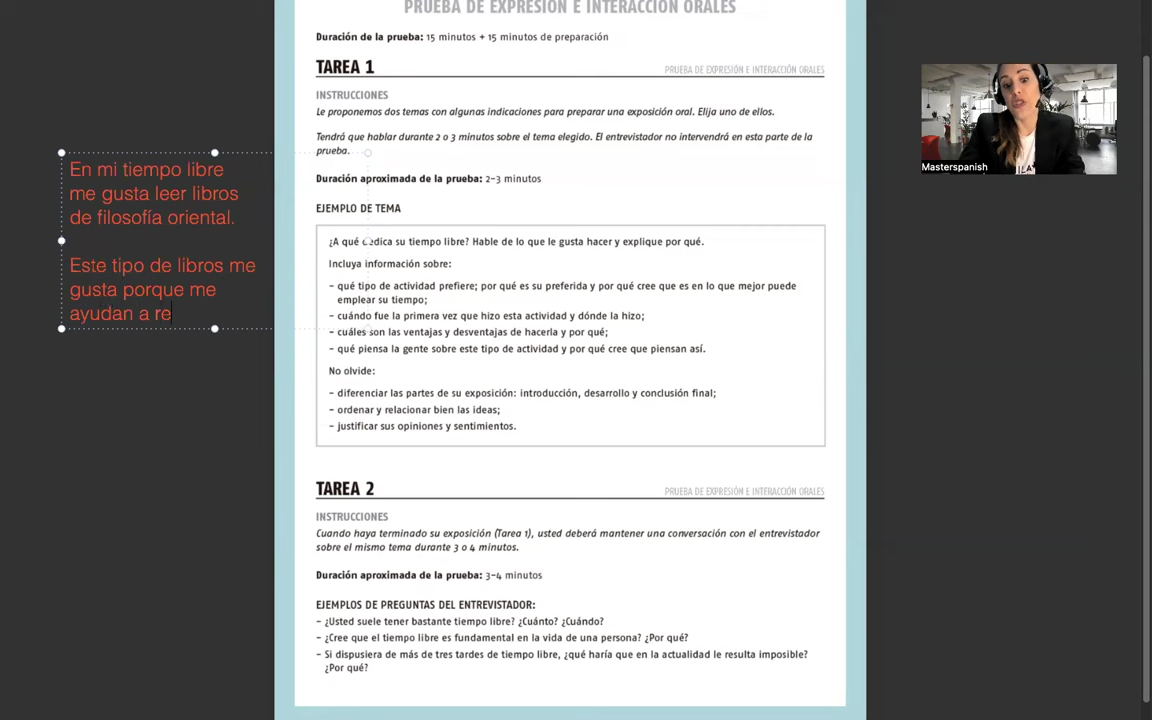 PRUEBA DE EXPRESIÓN E INTERACCIÓN ORALES
Duración de la prueba: 15 minutos + 15 minutos de preparación
TAREA 1
PRUEBA DE EXPRESIÓN E INTERACCIÓN ORALES
INSTRUCCIONES
Le proponemos dos temas con algunas indicaciones para preparar una exposición oral. Elija uno de ellos.
Tendrá que hablar durante 2 o 3 minutos sobre el tema elegido. El entrevistador no intervendrá en esta parte de la
prueba.
Duración aproximada de la prueba: 2-3 minutos
EJEMPLO DE TEMA
¿A qué dedica su tiempo libre? Hable de lo que le gusta hacer y explique por qué.
Incluya información sobre:
- qué tipo de actividad prefiere; por qué es su preferida y por qué cree que es en lo que mejor puede
emplear su tiempo;
- cuándo fue la primera vez que hizo esta actividad y dónde la hizo;
- cuáles son las ventajas y desventajas de hacerla y por qué;
- qué piensa la gente sobre este tipo de actividad y por qué cree que piensan así.
No olvide:
- diferenciar las partes de su exposición: introducción, desarrollo y conclusión final;
- ordenar y relacionar bien las ideas;
- justificar sus opiniones y sentimientos.
TAREA 2
PRUEBA DE EXPRESIÓN E INTERACCIÓN ORALES
INSTRUCCIONES
Cuando haya terminado su exposición (Tarea 1), usted deberá mantener una conversación con el entrevistador
sobre el mismo tema durante 3 o 4 minutos.
Duración aproximada de la prueba: 3-4 minutos
EJEMPLOS DE PREGUNTAS DEL ENTREVISTADOR:
- ¿Usted suele tener bastante tiempo libre? ¿Cuánto? ¿Cuándo?
- ¿Cree que el tiempo libre es fundamental en la vida de una persona? ¿Por qué?
- Si dispusiera de más de tres tardes de tiempo libre, ¿qué haría que en la actualidad le resulta imposible?
¿Por qué?
En mi tiempo libre
me gusta leer libros
de filosofía oriental.
Este tipo de libros me
gusta porque me
ayudan a re
Masterspanish